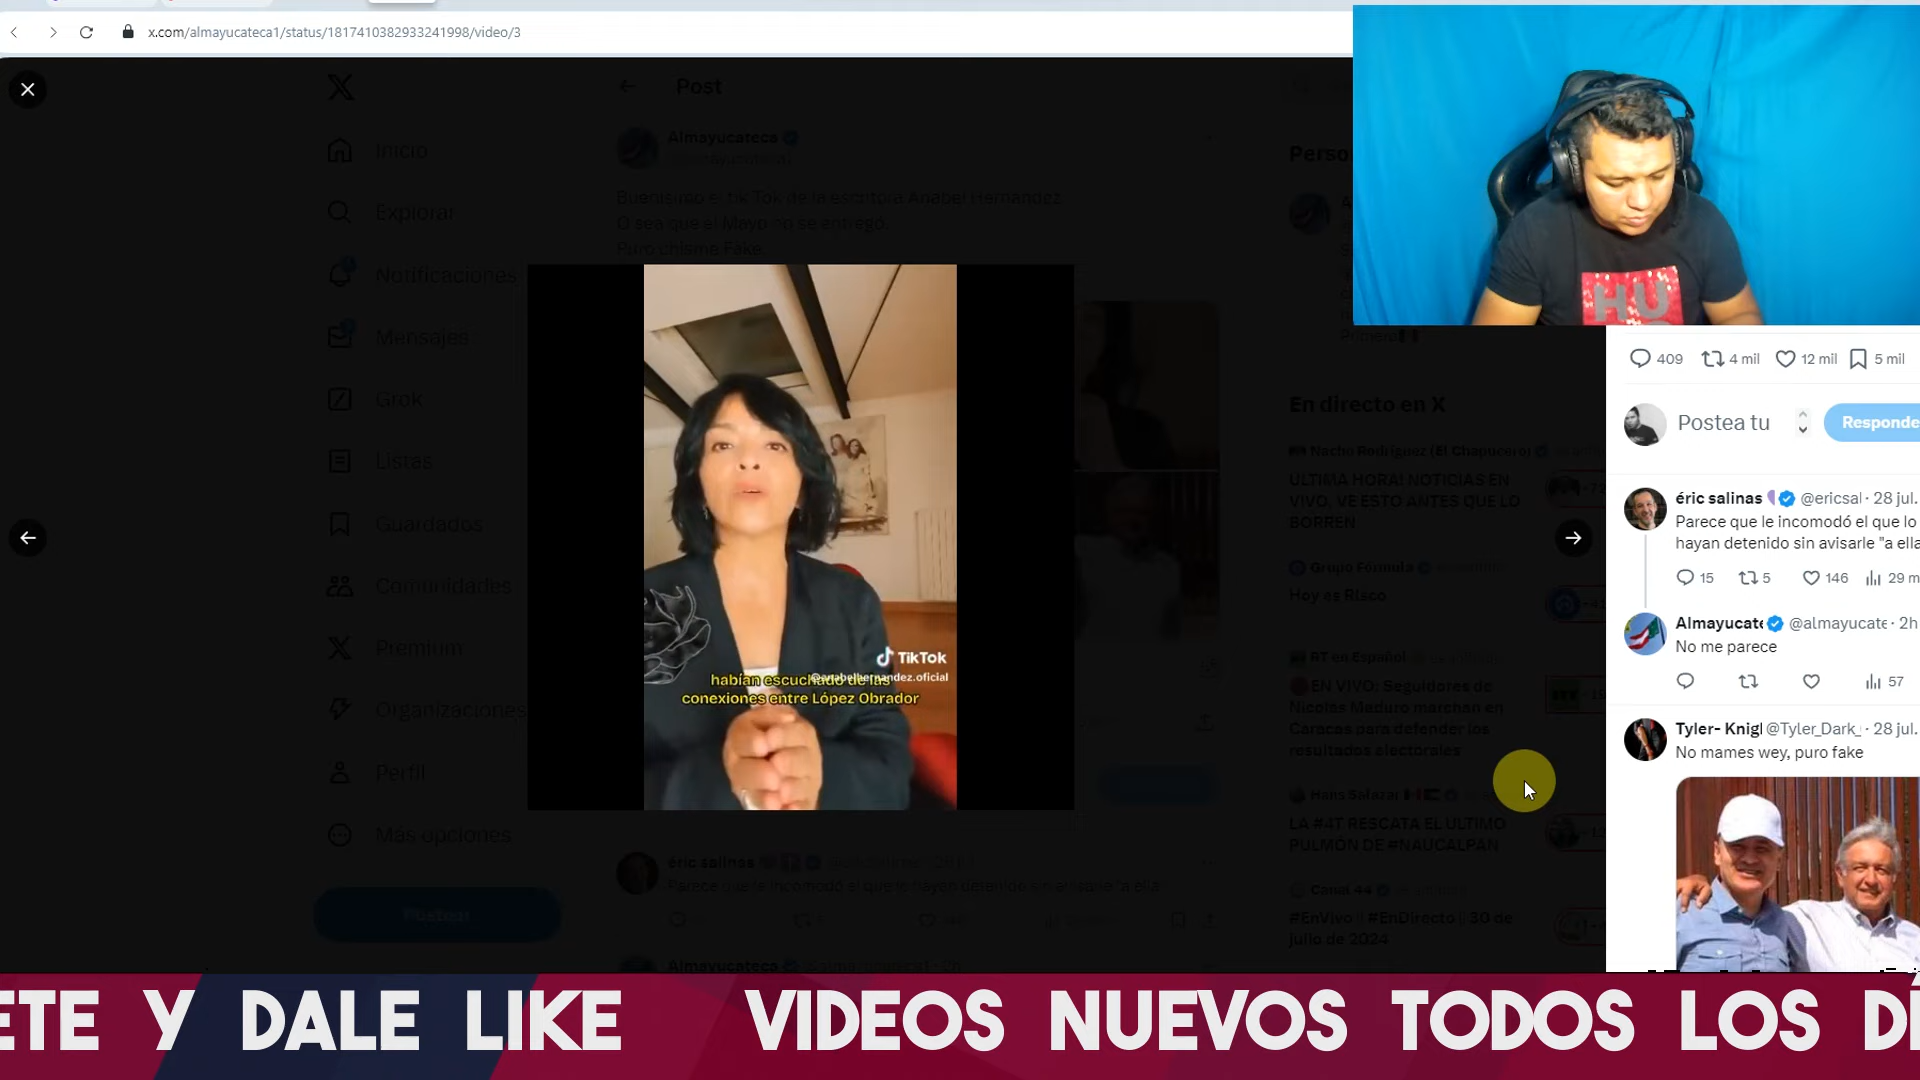 x.com/almayucateca1/status/1817410382933241998/video/3
Post
Inicio
Explorar
Notificaciones
Mensajes
Grok
Listas
Guardados
Comunidades
Premium
Organizaciones
Perfil
Más opciones
Postear
Almayucateca
Buenísimo el tik Tok de la escritora Anabel Hernandez
O sea que el Mayo no se entregó.
Puro chisme Fake.
TikTok
@anabelhernandez.oficial
habían escuchado de las
conexiones entre López Obrador
éric salinas
Parece que le incomodó el que lo hayan detenido sin avisarle "a ella"
Almayucateca
Perso
En directo en X
Nacho Rodríguez (El Chapucero)
ULTIMA HORA! NOTICIAS EN
VIVO, VE ESTO ANTES QUE LO
BORREN
Grupo Fórmula
Hoy es Risco
RT en Español
EN VIVO: Seguidores de
Nicolás Maduro marchan en
Caracas para defender los
resultados electorales
Hans Salazar
LA #4T RESCATA EL ULTIMO
PULMÓN DE #NAUCALPAN
Canal 44
#EnVivo || #EnDirecto || 30 de
julio de 2024
HU
409 4 mil 12 mil 5 mil
Postea tu
Responde
éric salinas @ericsal · 28 jul.
Parece que le incomodó el que lo
hayan detenido sin avisarle "a ella
15 5 146 29 m
Almayucate @almayucate · 2h
No me parece
57
Tyler- Knigl @Tyler_Dark_ · 28 jul.
No mames wey, puro fake
ETE Y DALE LIKE VIDEOS NUEVOS TODOS LOS DÍ